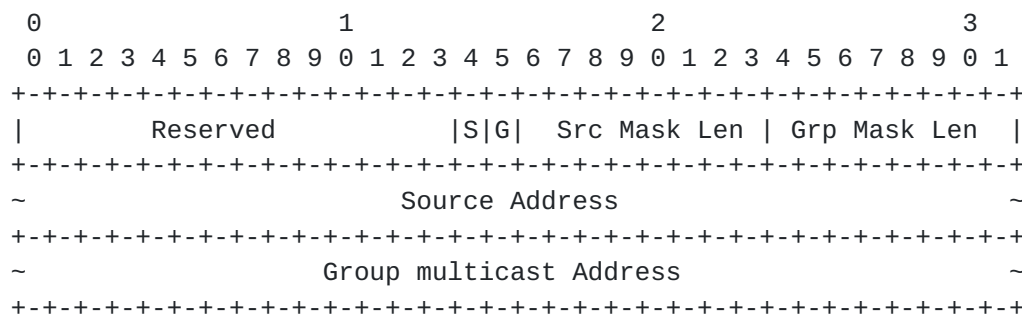 0                   1                   2                   3
 0 1 2 3 4 5 6 7 8 9 0 1 2 3 4 5 6 7 8 9 0 1 2 3 4 5 6 7 8 9 0 1
+-+-+-+-+-+-+-+-+-+-+-+-+-+-+-+-+-+-+-+-+-+-+-+-+-+-+-+-+-+-+-+-+
|        Reserved           |S|G|  Src Mask Len | Grp Mask Len  |
+-+-+-+-+-+-+-+-+-+-+-+-+-+-+-+-+-+-+-+-+-+-+-+-+-+-+-+-+-+-+-+-+
~                        Source Address                         ~
+-+-+-+-+-+-+-+-+-+-+-+-+-+-+-+-+-+-+-+-+-+-+-+-+-+-+-+-+-+-+-+-+
~                   Group multicast Address                     ~
+-+-+-+-+-+-+-+-+-+-+-+-+-+-+-+-+-+-+-+-+-+-+-+-+-+-+-+-+-+-+-+-+